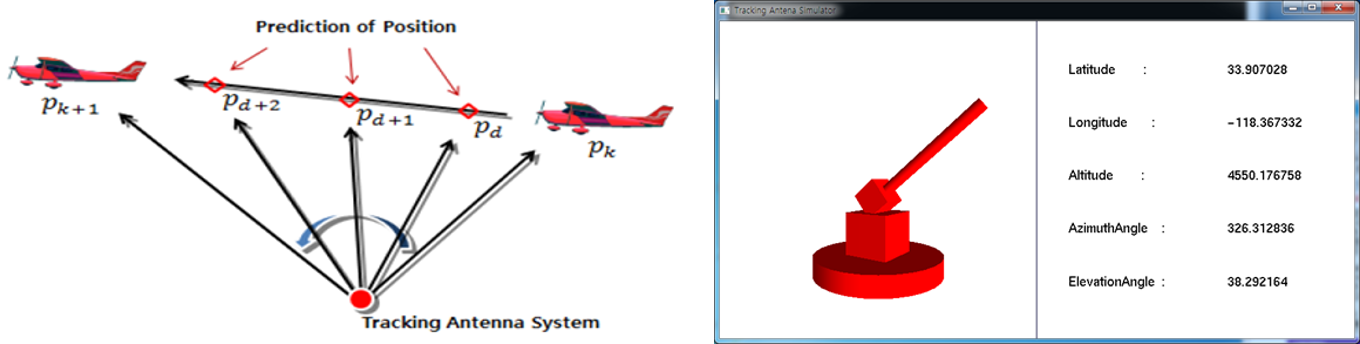 Prediction of Position
p_{k+1}
p_{d+2}
p_{d+1}
p_d
p_k
Tracking Antenna System
Tracking Antena Simulator
Latitude : 33.907028
Longitude : -118.367332
Altitude : 4550.176758
AzimuthAngle : 326.312836
ElevationAngle : 38.292164